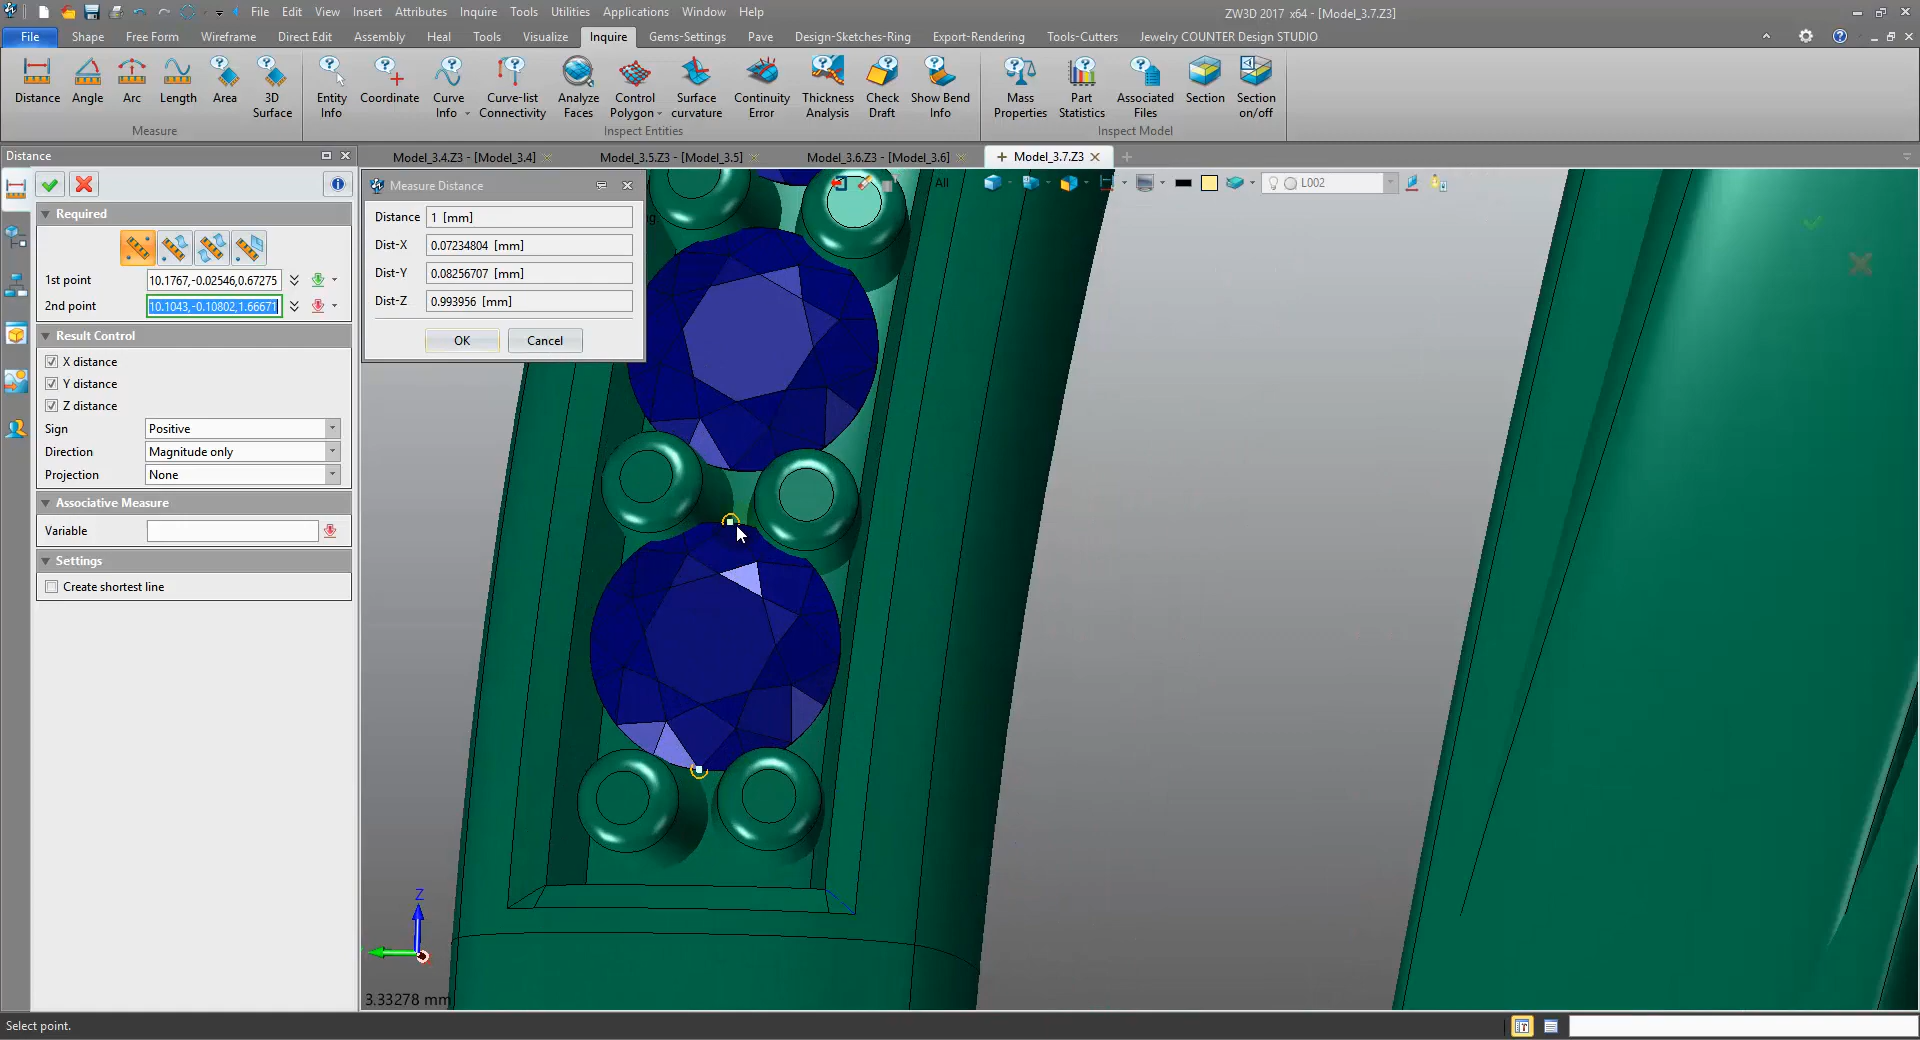 File Edit View Insert Attributes Inquire Tools Utilities Applications Window Help
ZW3D 2017 x64 - [Model_3.7.Z3]
File Shape Free Form Wireframe Direct Edit Assembly Heal Tools Visualize Inquire Gems-Settings Pave Design-Sketches-Ring Export-Rendering Tools-Cutters Jewelry COUNTER Design STUDIO
Distance Angle Arc Length Area 3D Surface Entity Info Coordinate Curve Info Curve-list Connectivity Analyze Faces Control Polygon Surface curvature Continuity Error Thickness Analysis Check Draft Show Bend Info Mass Properties Part Statistics Associated Files Section Section on/off
Measure Inspect Entities Inspect Model
Distance
Model_3.4.Z3 - [Model_3.4] Model_3.5.Z3 - [Model_3.5] Model_3.6.Z3 - [Model_3.6] Model_3.7.Z3
All L002
Required
1st point 10.1767,-0.02546,0.67275
2nd point 10.1043,-0.10802,1.66671
Result Control
X distance
Y distance
Z distance
Sign Positive
Direction Magnitude only
Projection None
Associative Measure
Variable
Settings
Create shortest line
Measure Distance
Distance 1 [mm]
Dist-X 0.07234804 [mm]
Dist-Y 0.08256707 [mm]
Dist-Z 0.993956 [mm]
OK Cancel
Z
3.33278 mm
Select point.